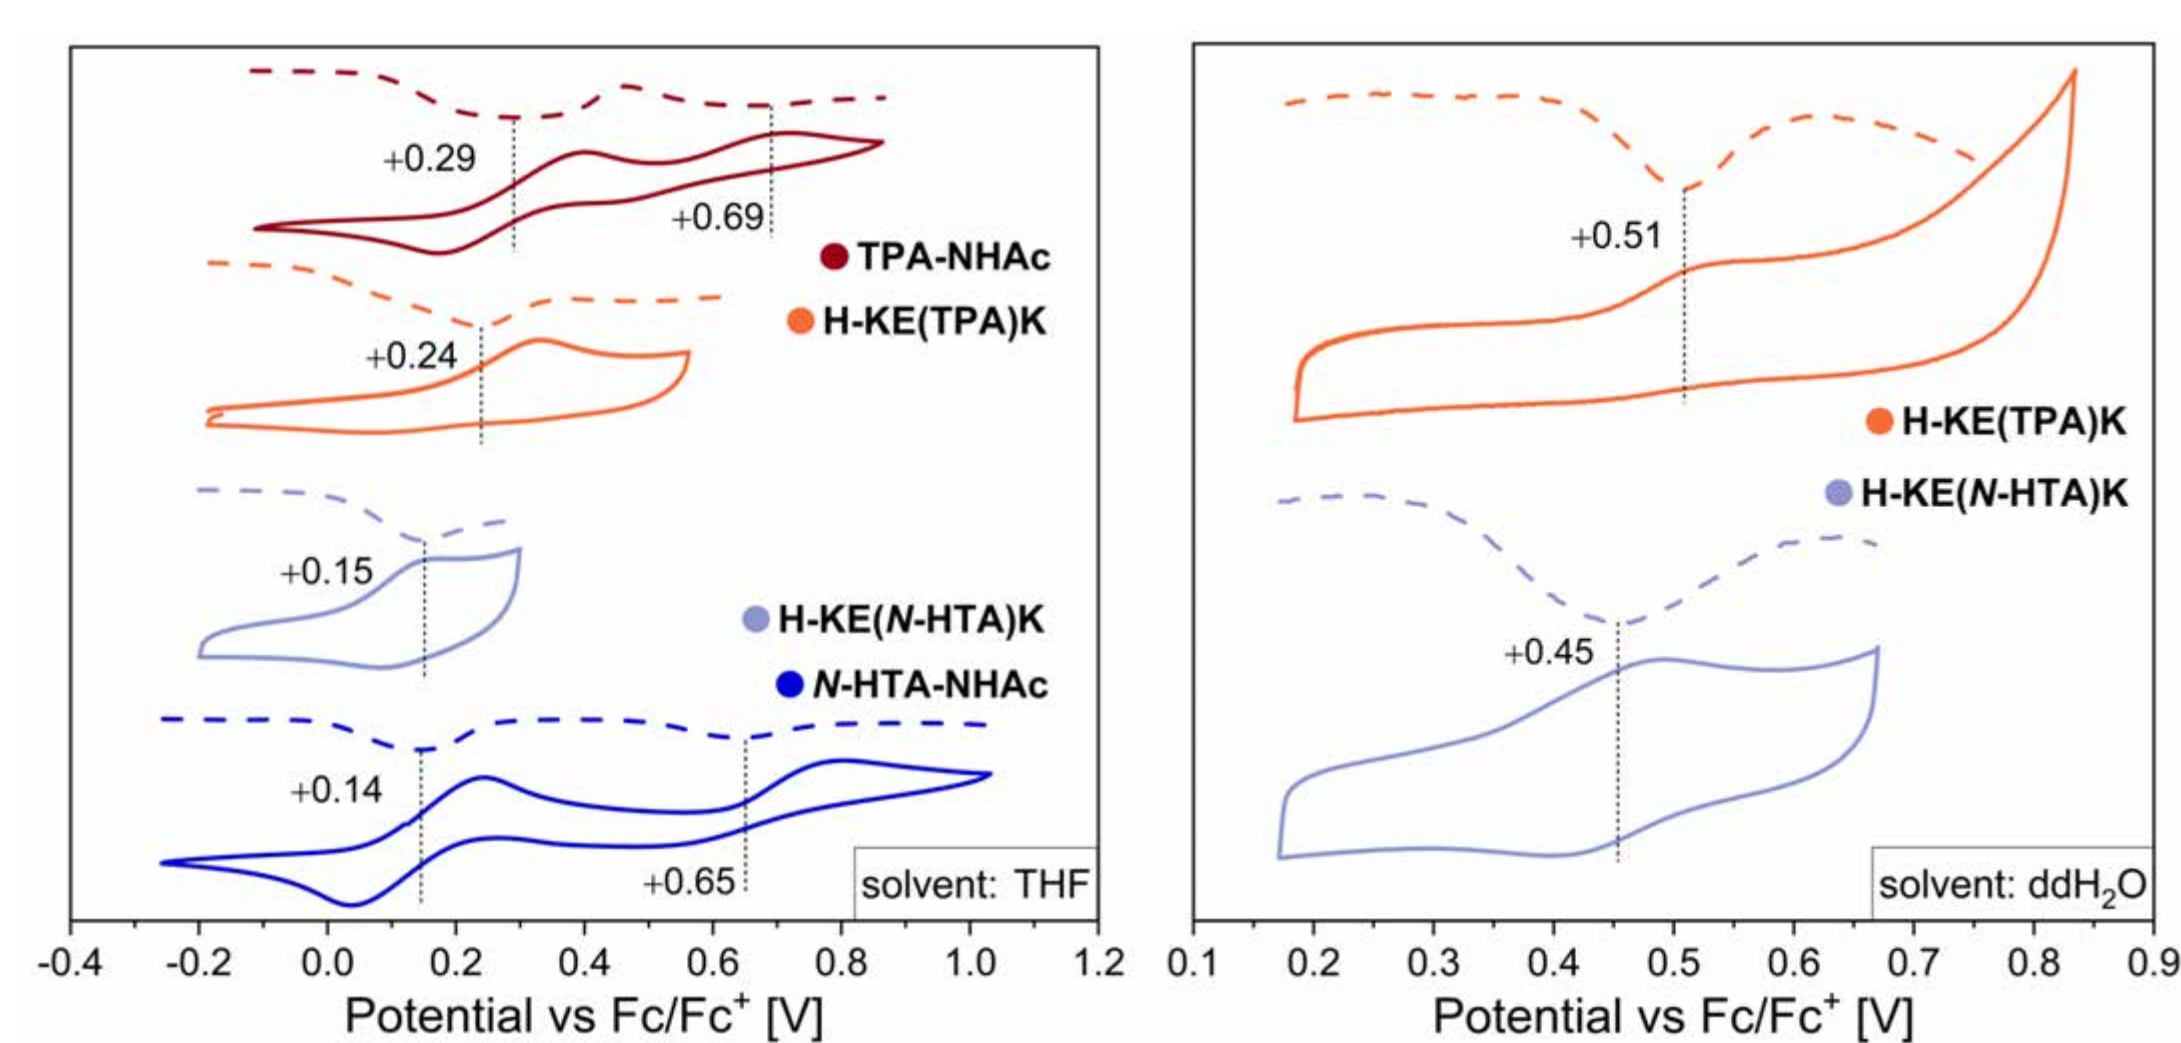 +0.29
+0.69
TPA-NHAc
H-KE(TPA)K
+0.24
+0.15
H-KE(N-HTA)K
N-HTA-NHAc
+0.14
+0.65
solvent: THF
-0.4 -0.2 0.0 0.2 0.4 0.6 0.8 1.0 1.2
Potential vs Fc/Fc⁺ [V]
+0.51
H-KE(TPA)K
H-KE(N-HTA)K
+0.45
solvent: ddH₂O
0.1 0.2 0.3 0.4 0.5 0.6 0.7 0.8 0.9
Potential vs Fc/Fc⁺ [V]